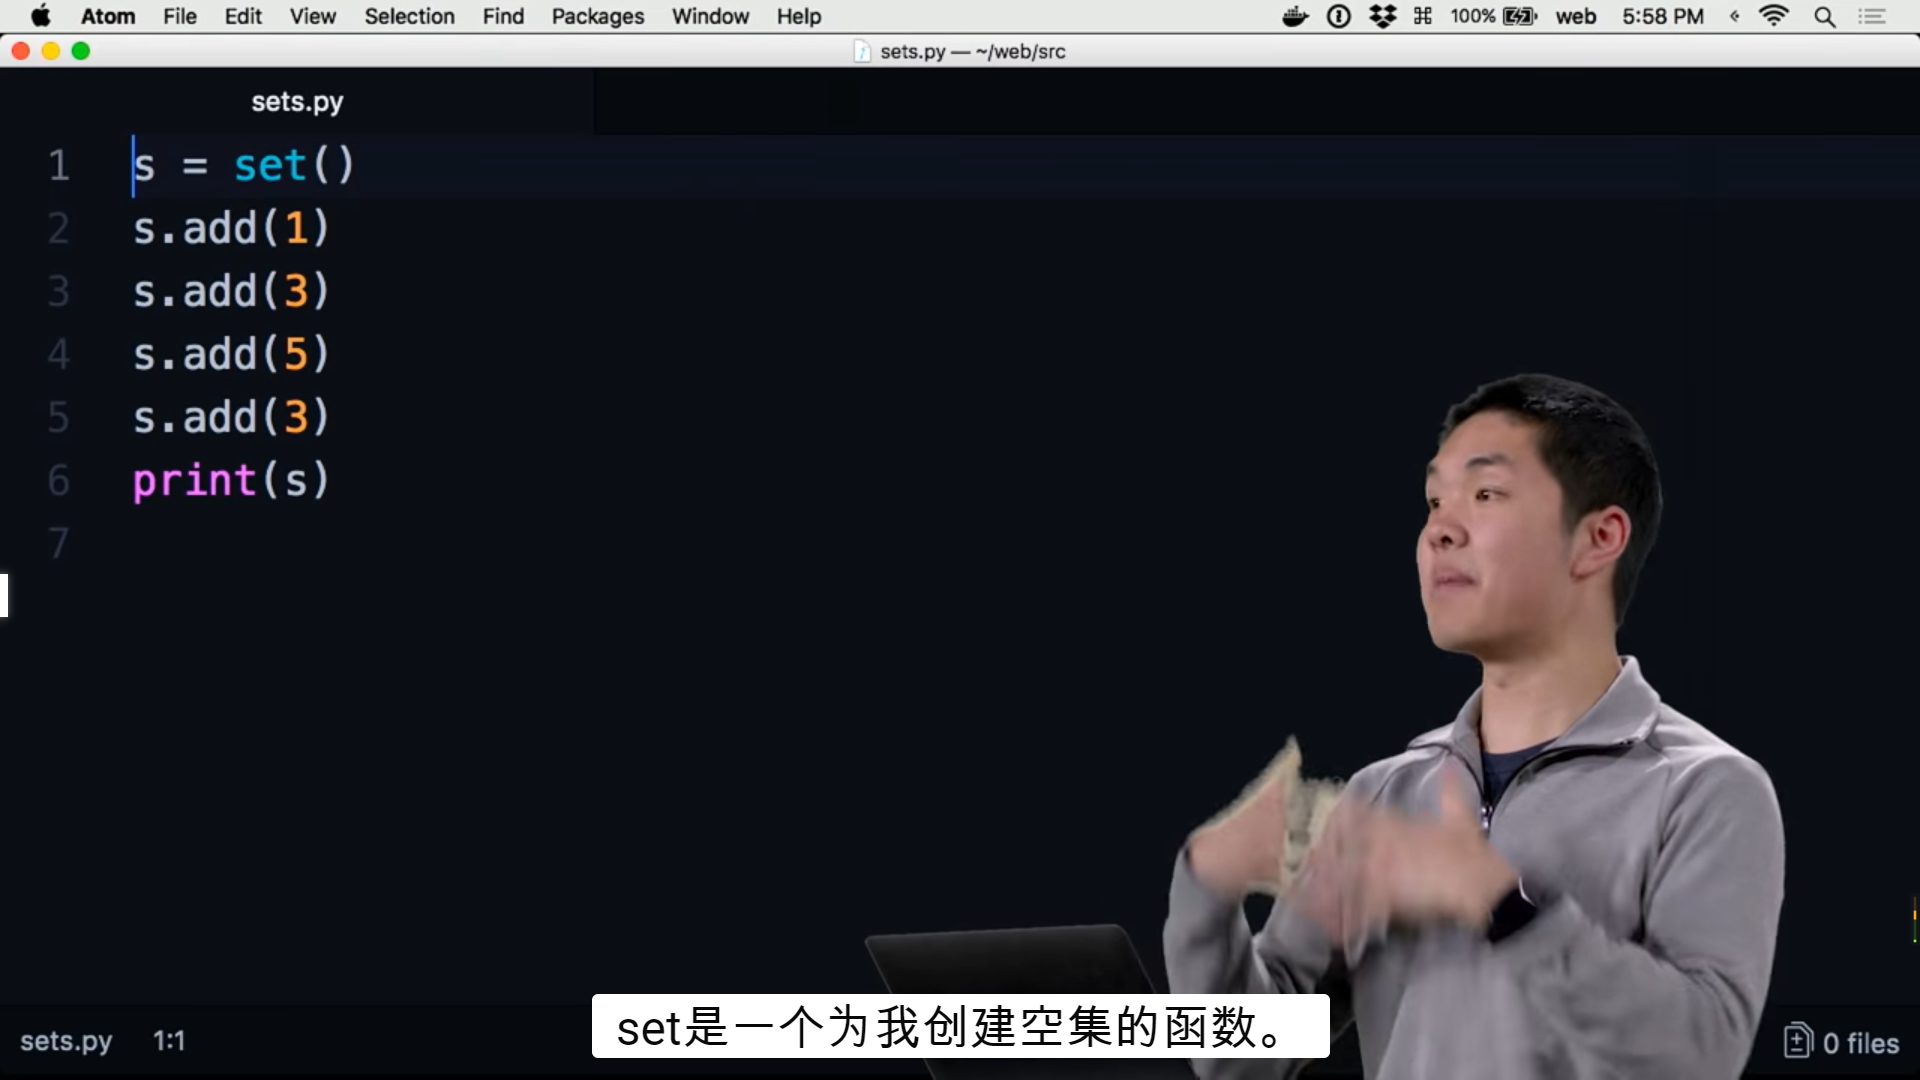 Atom File Edit View Selection Find Packages Window Help 100% web 5:58 PM
sets.py — ~/web/src
sets.py
1 s = set()
2 s.add(1)
3 s.add(3)
4 s.add(5)
5 s.add(3)
6 print(s)
7
set是一个为我创建空集的函数。
sets.py 1:1 0 files